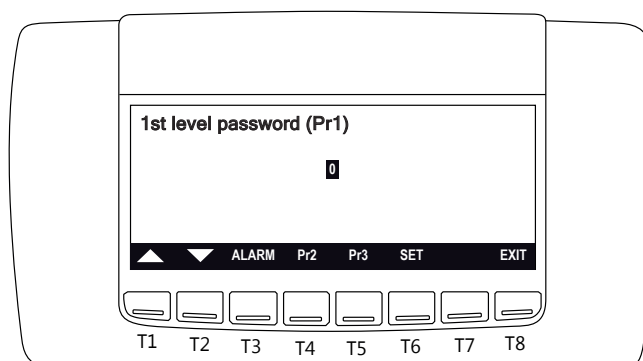 1st level password (Pr1)
0
ALARM Pr2 Pr3 SET EXIT
T1 T2 T3 T4 T5 T6 T7 T8